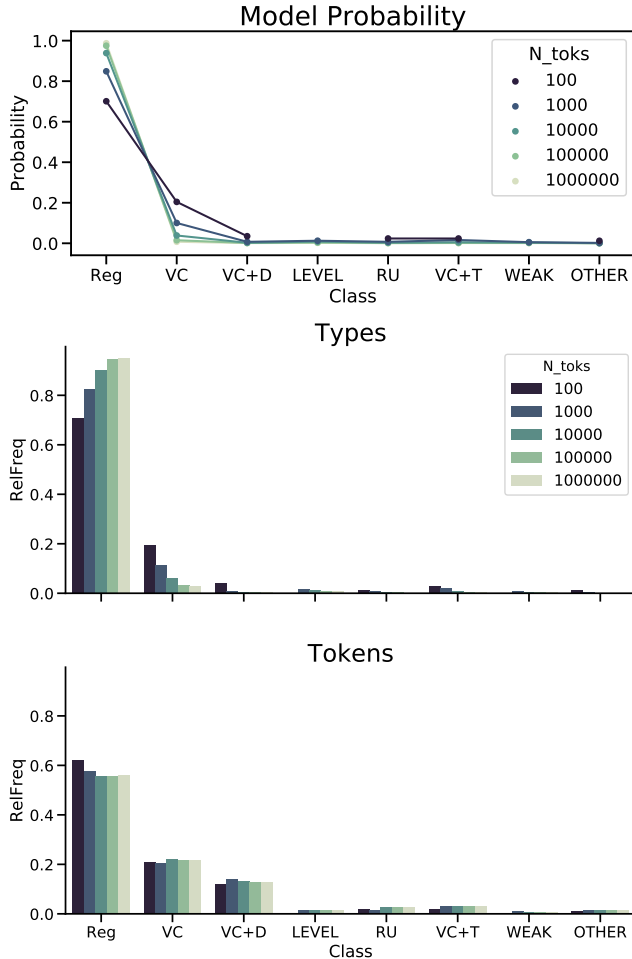 Model Probability
1.0
0.8
0.6
0.4
0.2
0.0
Probability
N_toks
100
1000
10000
100000
1000000
Reg VC VC+D LEVEL RU VC+T WEAK OTHER
Class
Types
0.8
0.6
0.4
0.2
0.0
RelFreq
N_toks
100
1000
10000
100000
1000000
Tokens
0.8
0.6
0.4
0.2
0.0
RelFreq
Reg VC VC+D LEVEL RU VC+T WEAK OTHER
Class